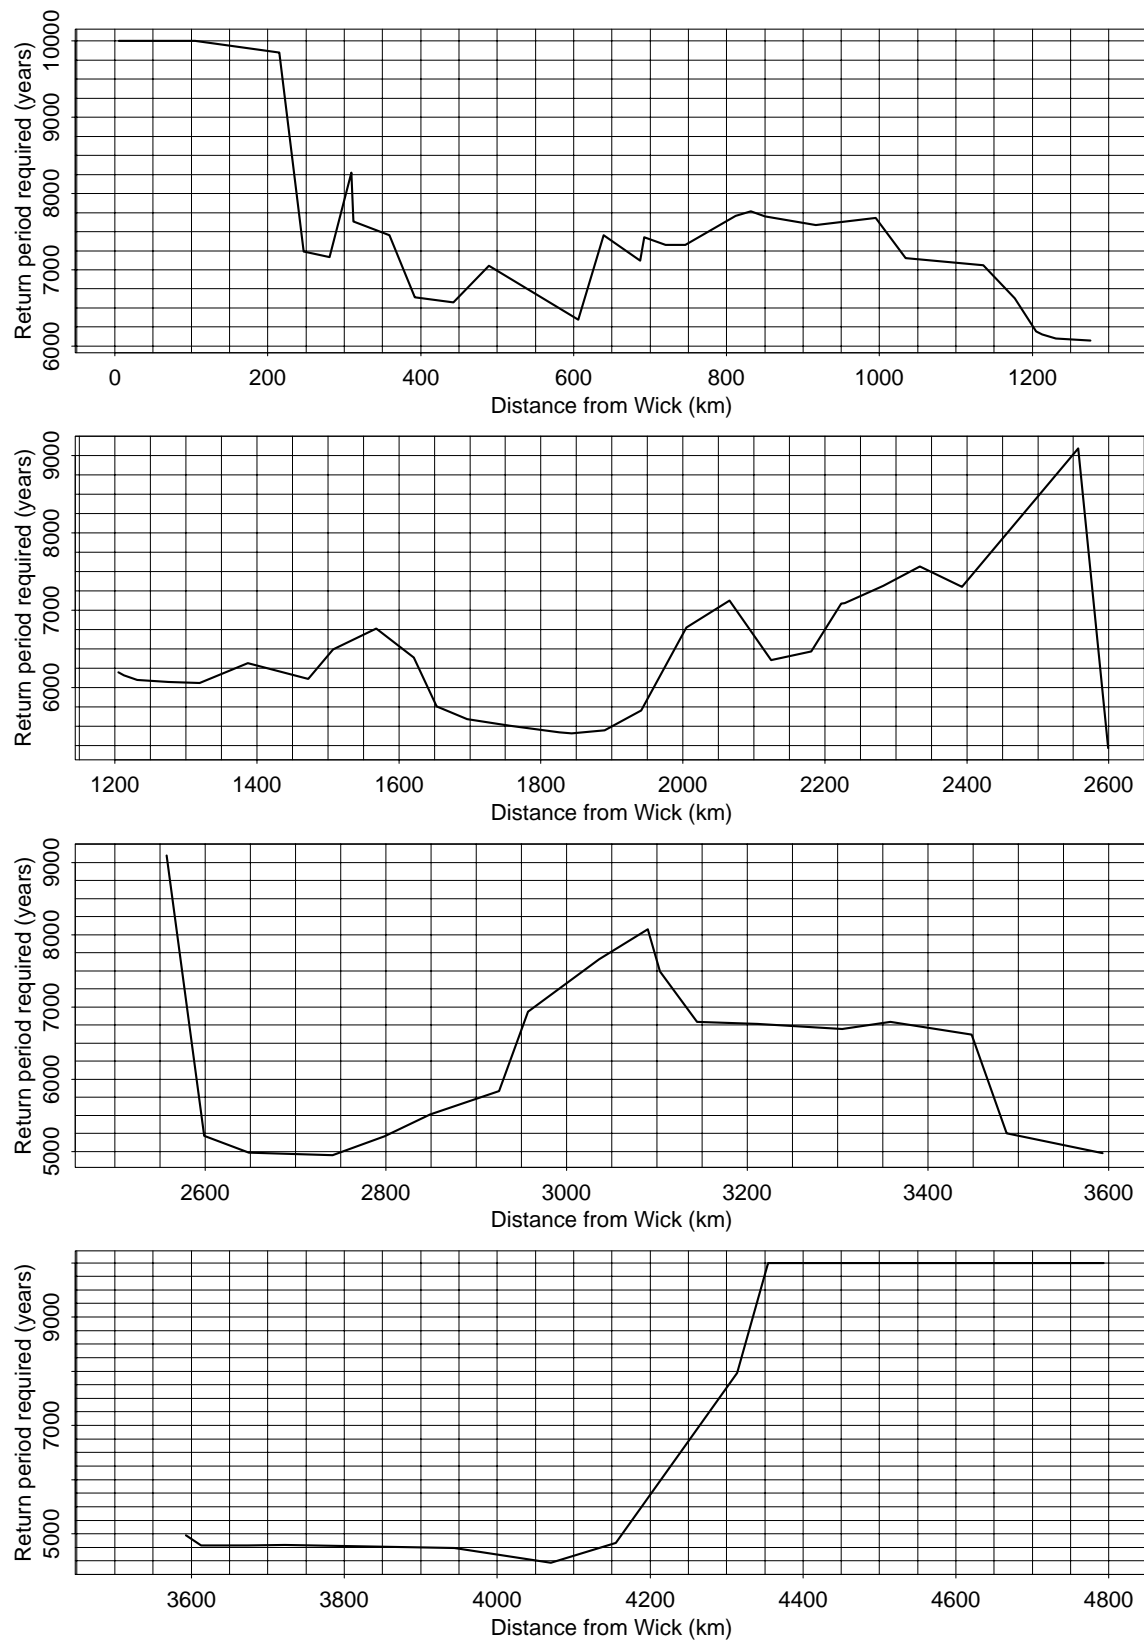 Return period required (years)
10000
9000
8000
7000
6000
0 200 400 600 800 1000 1200
Distance from Wick (km)
Return period required (years)
9000
8000
7000
6000
1200 1400 1600 1800 2000 2200 2400 2600
Distance from Wick (km)
Return period required (years)
9000
8000
7000
6000
5000
2600 2800 3000 3200 3400 3600
Distance from Wick (km)
Return period required (years)
9000
7000
5000
3600 3800 4000 4200 4400 4600 4800
Distance from Wick (km)